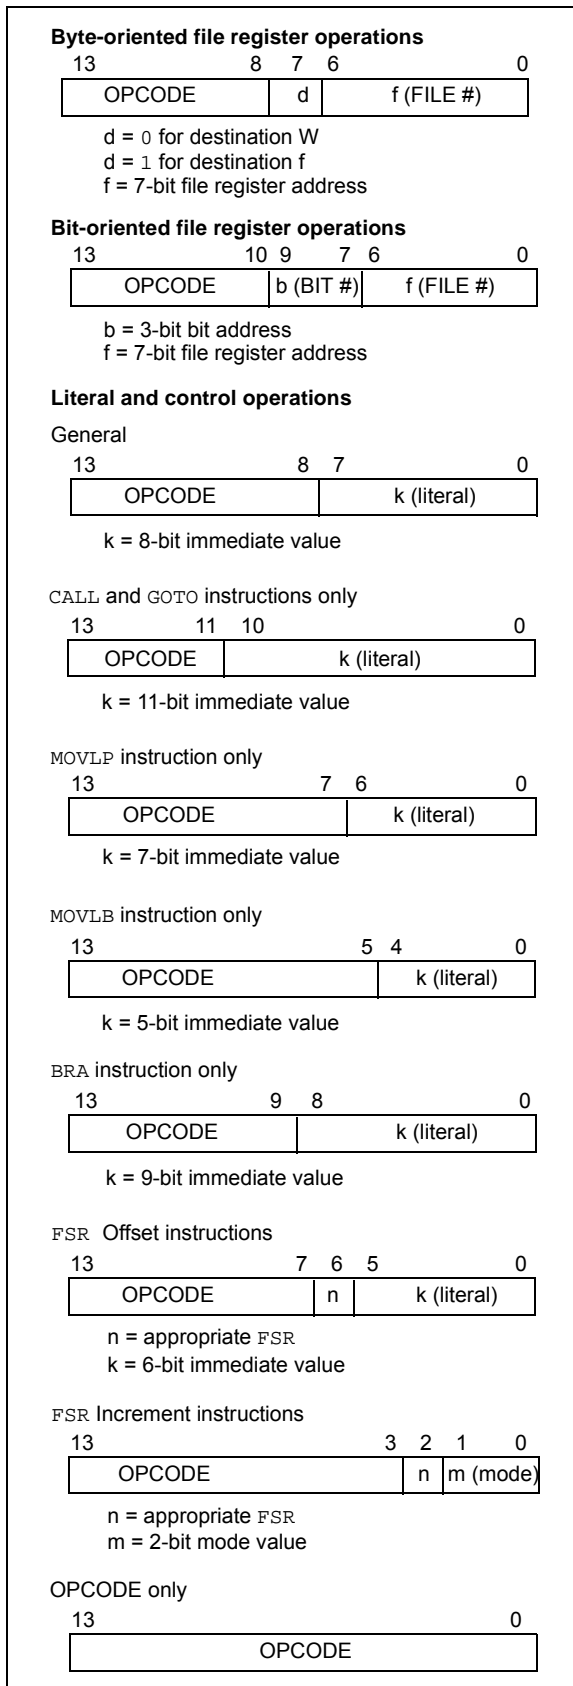 Byte-oriented file register operations
13 8 7 6 0
OPCODE d f (FILE #)
d = 0 for destination W
d = 1 for destination f
f = 7-bit file register address
Bit-oriented file register operations
13 10 9 7 6 0
OPCODE b (BIT #) f (FILE #)
b = 3-bit bit address
f = 7-bit file register address
Literal and control operations
General
13 8 7 0
OPCODE k (literal)
k = 8-bit immediate value
CALL and GOTO instructions only
13 11 10 0
OPCODE k (literal)
k = 11-bit immediate value
MOVLP instruction only
13 7 6 0
OPCODE k (literal)
k = 7-bit immediate value
MOVLB instruction only
13 5 4 0
OPCODE k (literal)
k = 5-bit immediate value
BRA instruction only
13 9 8 0
OPCODE k (literal)
k = 9-bit immediate value
FSR Offset instructions
13 7 6 5 0
OPCODE n k (literal)
n = appropriate FSR
k = 6-bit immediate value
FSR Increment instructions
13 3 2 1 0
OPCODE n m (mode)
n = appropriate FSR
m = 2-bit mode value
OPCODE only
13 0
OPCODE